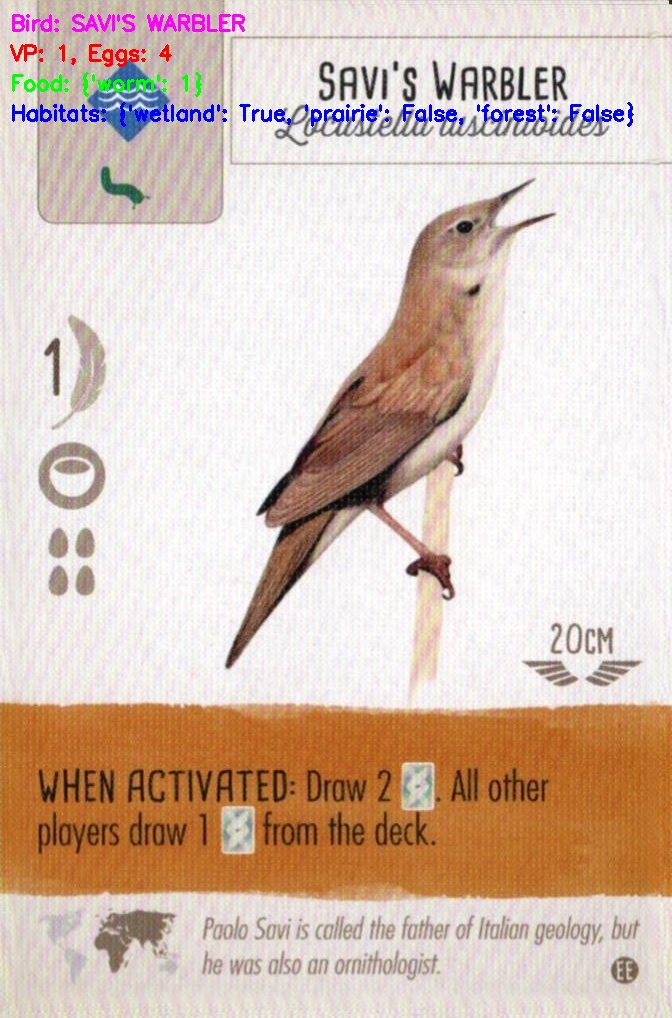 Bird: SAVI'S WARBLER
VP: 1, Eggs: 4
Food: {'worm': 1}
Habitats: {'wetland': True, 'prairie': False, 'forest': False}
SAVI'S WARBLER
Locustella luscinioides
1
20CM
WHEN ACTIVATED: Draw 2 . All other
players draw 1 from the deck.
Paolo Savi is called the father of Italian geology, but
he was also an ornithologist.
EE